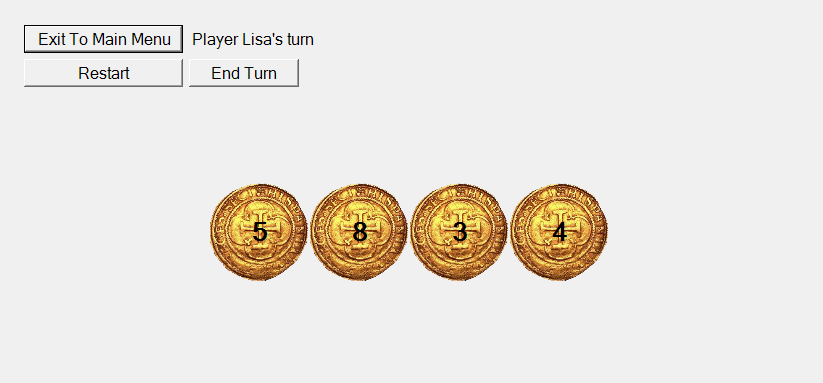 Exit To Main Menu Player Lisa's turn
Restart End Turn
5 8 3 4